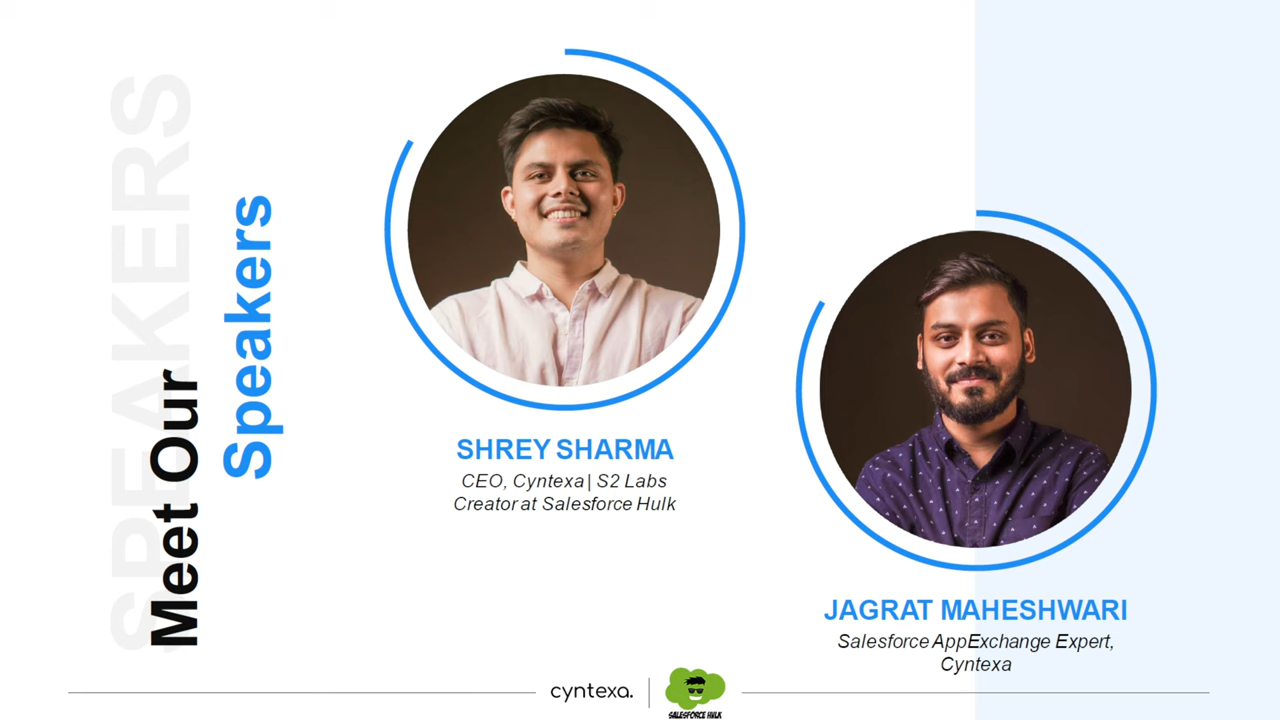 SPEAKERS
Meet Our
Speakers
SHREY SHARMA
CEO, Cyntexa | S2 Labs
Creator at Salesforce Hulk
JAGRAT MAHESHWARI
Salesforce AppExchange Expert,
Cyntexa
cyntexa.
SALESFORCE HULK